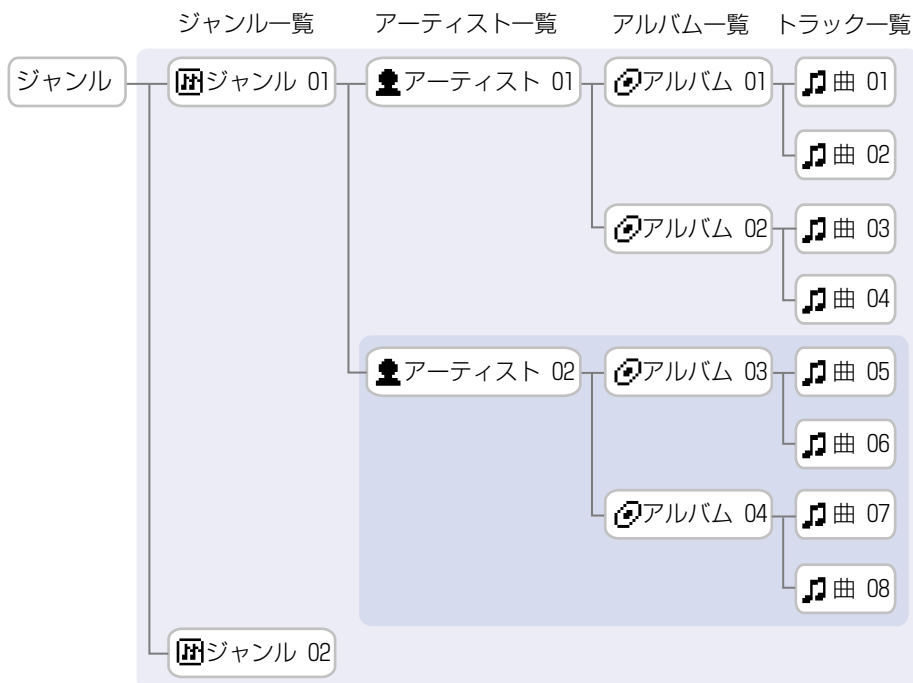 ジャンル一覧 アーティスト一覧 アルバム一覧 トラック一覧
ジャンル ジャンル 01 アーティスト 01 アルバム 01 曲 01
曲 02
アルバム 02 曲 03
曲 04
アーティスト 02 アルバム 03 曲 05
曲 06
アルバム 04 曲 07
曲 08
ジャンル 02